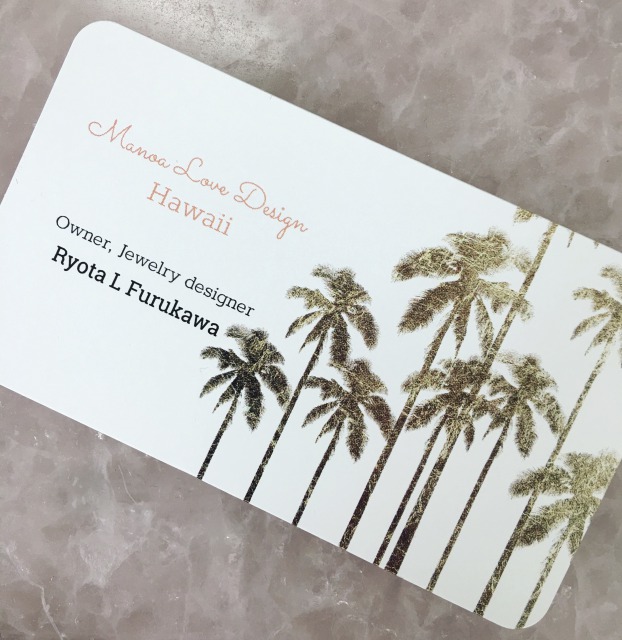 Manoa Love Design
Hawaii
Owner, Jewelry designer
Ryota L Furukawa